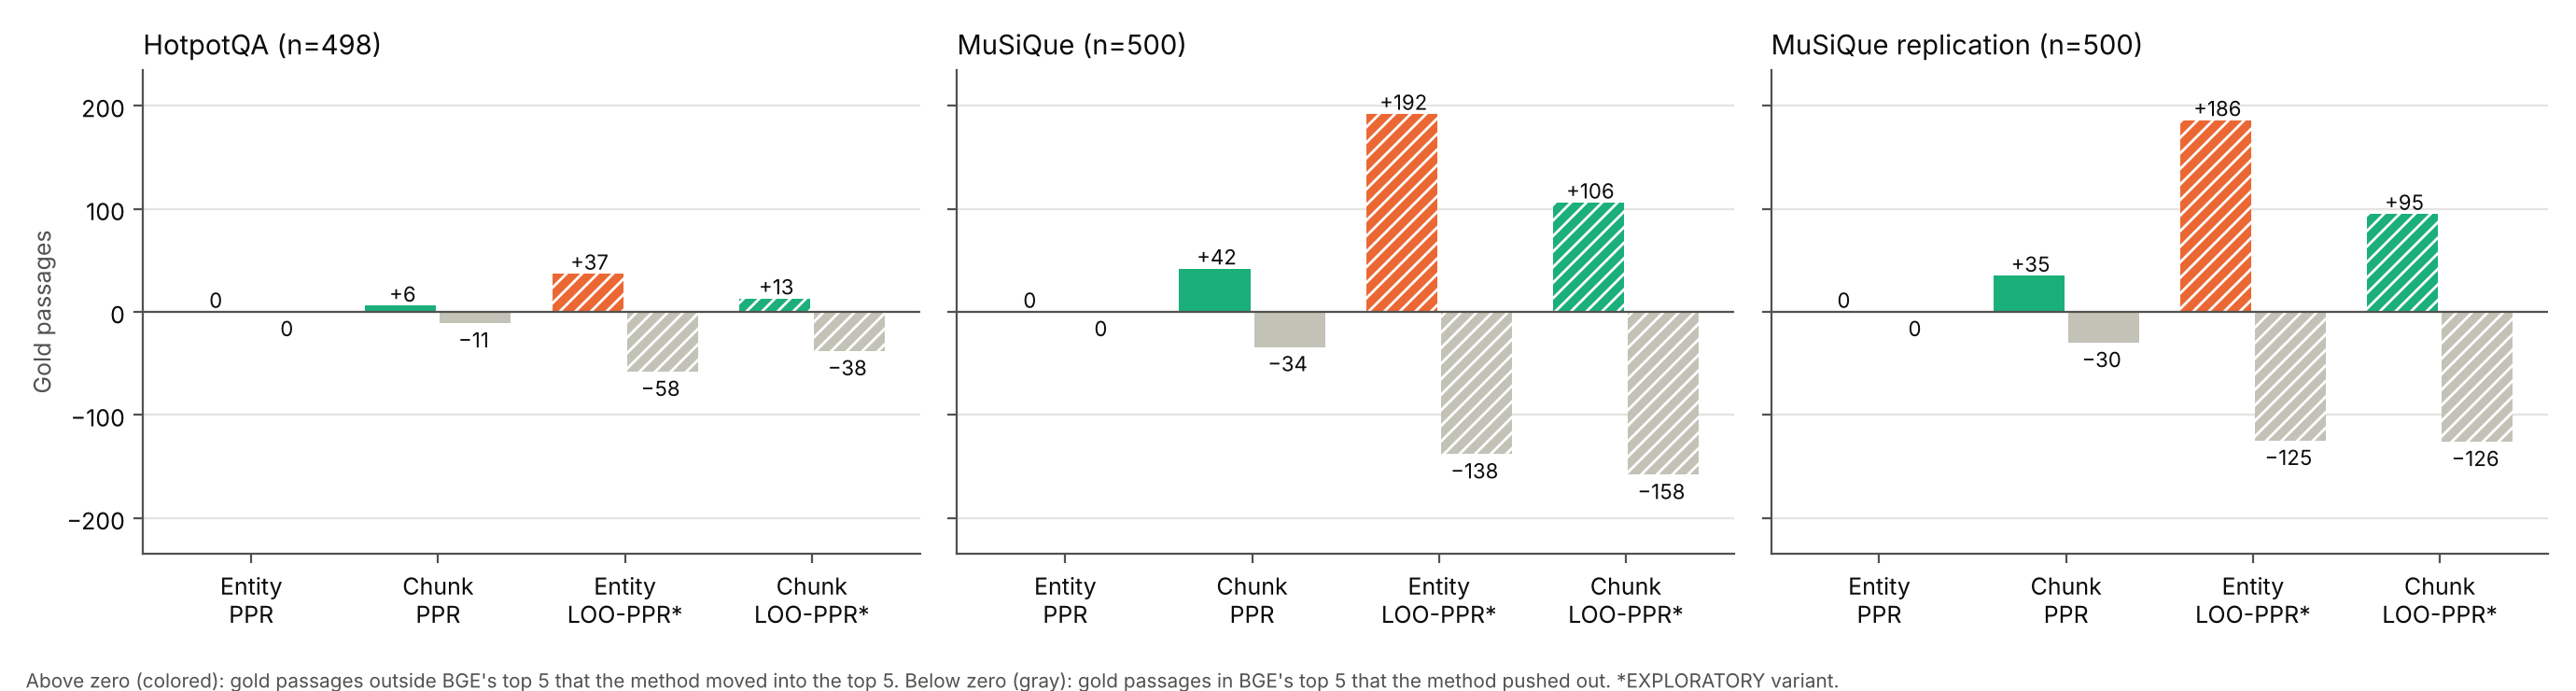 HotpotQA (n=498)
MuSiQue (n=500)
MuSiQue replication (n=500)
Gold passages
200
100
0
−100
−200
0
0
+6
−11
+37
−58
+13
−38
0
0
+42
−34
+192
−138
+106
−158
0
0
+35
−30
+186
−125
+95
−126
Entity
PPR
Chunk
PPR
Entity
LOO-PPR*
Chunk
LOO-PPR*
Entity
PPR
Chunk
PPR
Entity
LOO-PPR*
Chunk
LOO-PPR*
Entity
PPR
Chunk
PPR
Entity
LOO-PPR*
Chunk
LOO-PPR*
Above zero (colored): gold passages outside BGE's top 5 that the method moved into the top 5. Below zero (gray): gold passages in BGE's top 5 that the method pushed out. *EXPLORATORY variant.